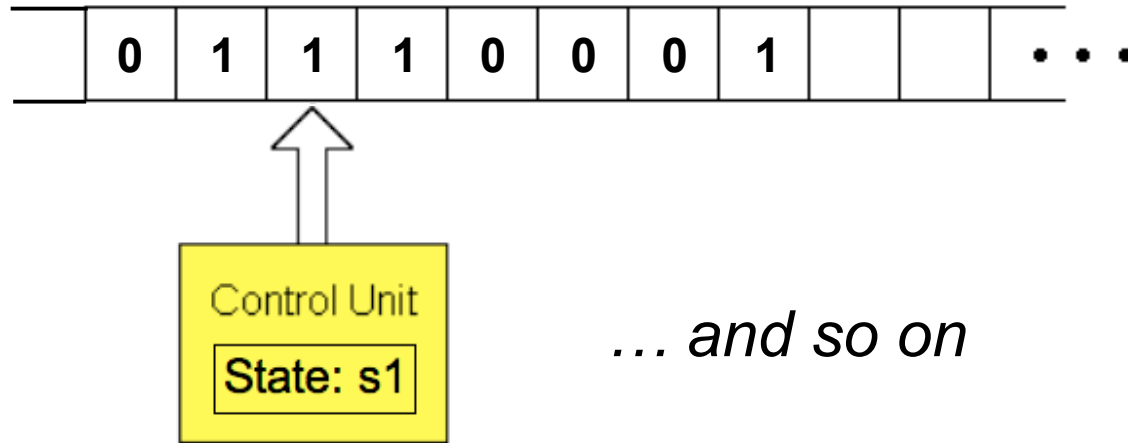 0 1 1 1 0 0 0 1 • • •
Control Unit
State: s1
… and so on